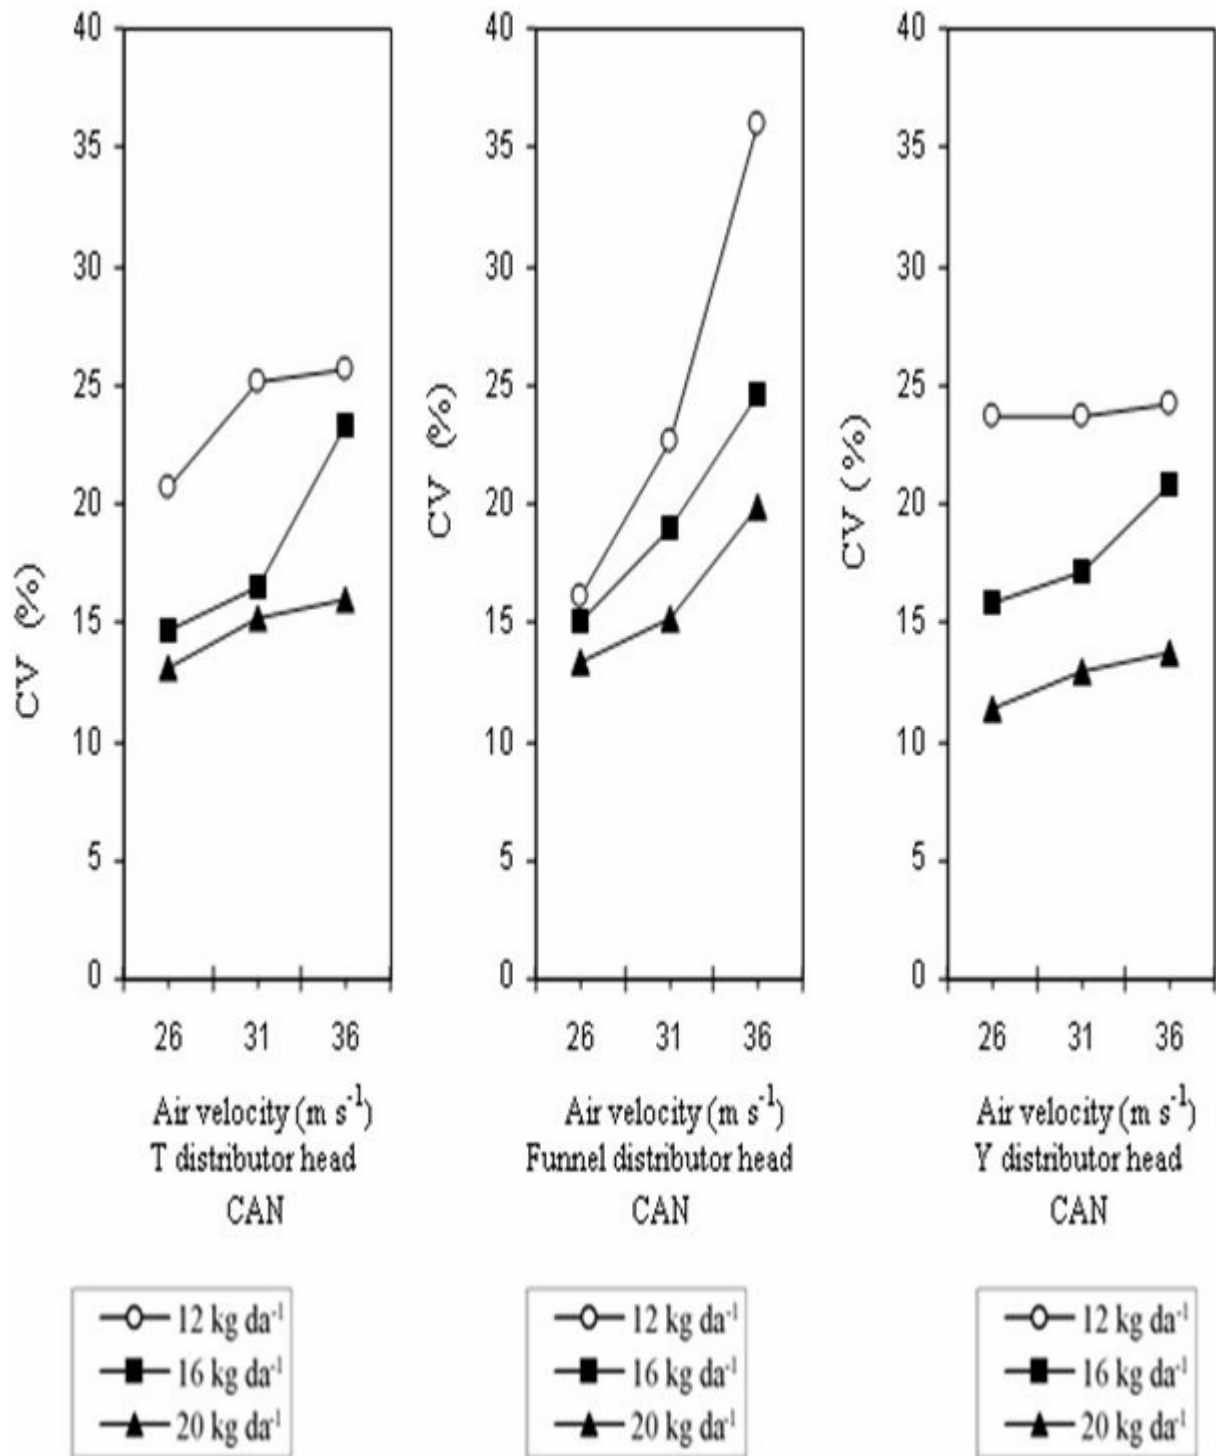 40
35
30
25
20
15
10
5
0
CV (%)
26 31 36
Air velocity (m s⁻¹)
T distributor head
CAN
12 kg da⁻¹
16 kg da⁻¹
20 kg da⁻¹
40
35
30
25
20
15
10
5
0
CV (%)
26 31 36
Air velocity (m s⁻¹)
Funnel distributor head
CAN
12 kg da⁻¹
16 kg da⁻¹
20 kg da⁻¹
40
35
30
25
20
15
10
5
0
CV (%)
26 31 36
Air velocity (m s⁻¹)
Y distributor head
CAN
12 kg da⁻¹
16 kg da⁻¹
20 kg da⁻¹